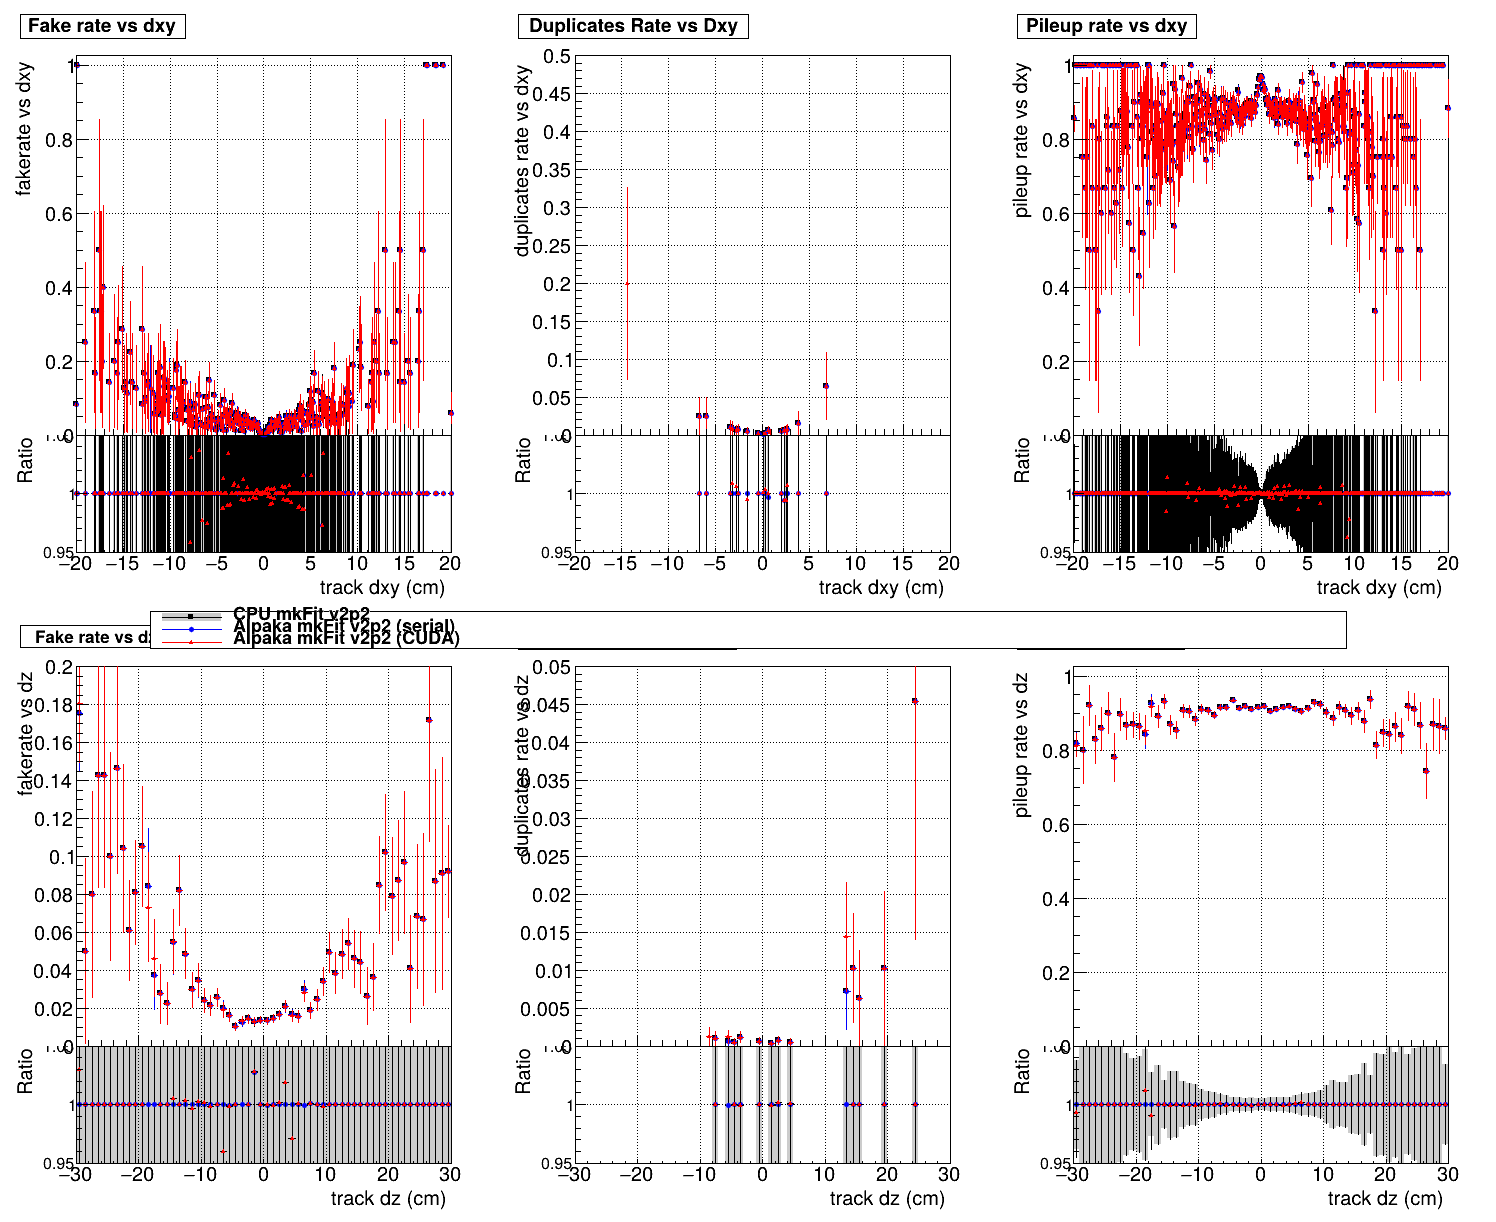 Fake rate vs dxy
Duplicates Rate vs Dxy
Pileup rate vs dxy
fakerate vs dxy
1
0.8
0.6
0.4
0.2
0
Ratio
1
0.95
−20 −15 −10 −5 0 5 10 15 20
track dxy (cm)
duplicates rate vs dxy
0.5
0.45
0.4
0.35
0.3
0.25
0.2
0.15
0.1
0.05
0
Ratio
1
0.95
−20 −15 −10 −5 0 5 10 15 20
track dxy (cm)
pileup rate vs dxy
1
0.8
0.6
0.4
0.2
0
Ratio
1
0.95
−20 −15 −10 −5 0 5 10 15 20
track dxy (cm)
CPU mkFit v2p2
Alpaka mkFit v2p2 (serial)
Alpaka mkFit v2p2 (CUDA)
Fake rate vs
fakerate vs dz
0.2
0.18
0.16
0.14
0.12
0.1
0.08
0.06
0.04
0.02
0
Ratio
1
0.95
−30 −20 −10 0 10 20 30
track dz (cm)
duplicates rate vs dz
0.05
0.045
0.04
0.035
0.03
0.025
0.02
0.015
0.01
0.005
0
Ratio
1
0.95
−30 −20 −10 0 10 20 30
track dz (cm)
pileup rate vs dz
1
0.8
0.6
0.4
0.2
0
Ratio
1
0.95
−30 −20 −10 0 10 20 30
track dz (cm)